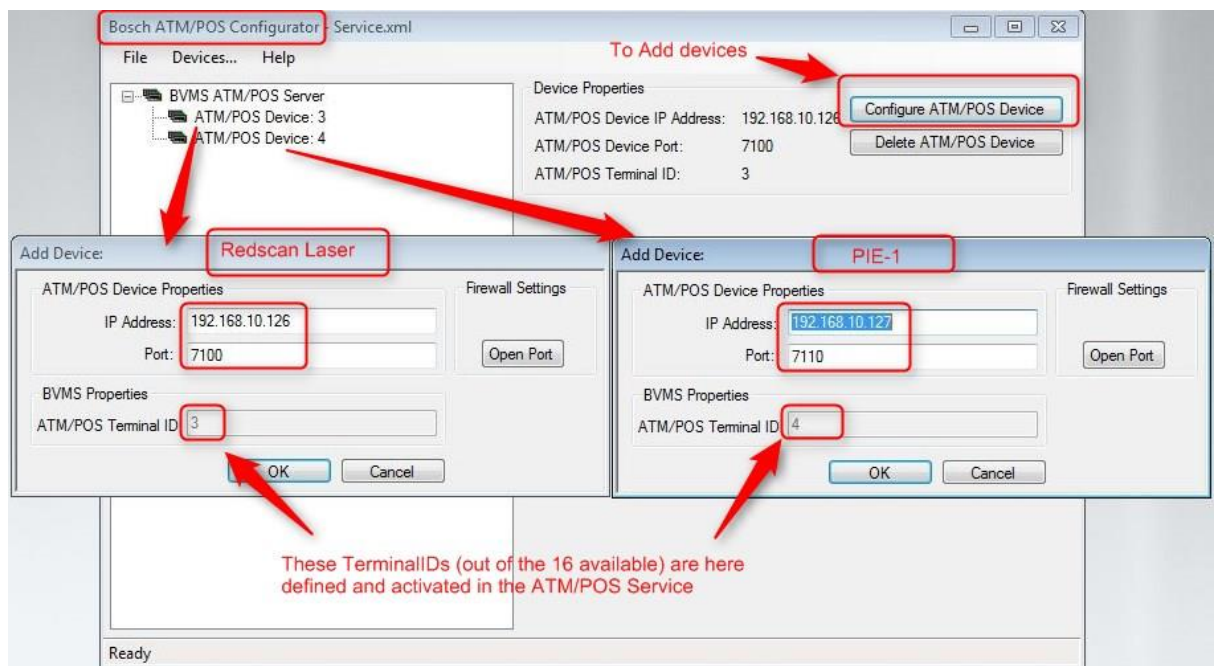 Bosch ATM/POS Configurator - Service.xml
File Devices... Help
To Add devices
BVMS ATM/POS Server
ATM/POS Device: 3
ATM/POS Device: 4
Device Properties
ATM/POS Device IP Address: 192.168.10.126
ATM/POS Device Port: 7100
ATM/POS Terminal ID: 3
Configure ATM/POS Device
Delete ATM/POS Device
Add Device:
Redscan Laser
ATM/POS Device Properties
IP Address: 192.168.10.126
Port: 7100
Firewall Settings
Open Port
BVMS Properties
ATM/POS Terminal ID 3
OK Cancel
Add Device:
PIE-1
ATM/POS Device Properties
IP Address: 192.168.10.127
Port: 7110
Firewall Settings
Open Port
BVMS Properties
ATM/POS Terminal ID 4
OK Cancel
These TerminalIDs (out of the 16 available) are here
defined and activated in the ATM/POS Service
Ready